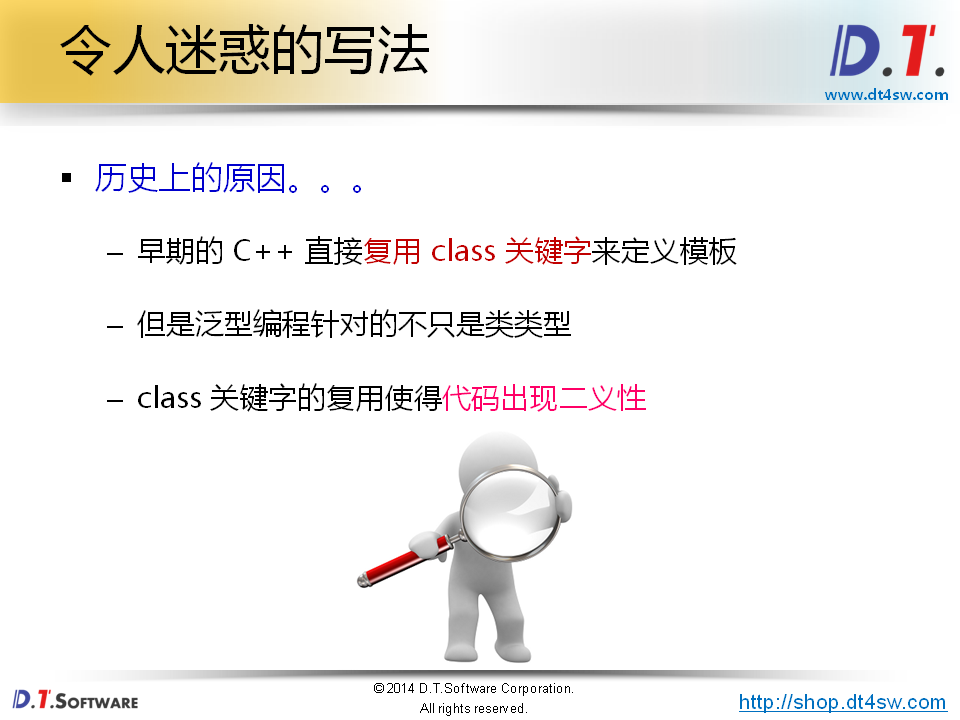 令人迷惑的写法
D.T.
www.dt4sw.com
▪ 历史上的原因。。。
– 早期的 C++ 直接复用 class 关键字来定义模板
– 但是泛型编程针对的不只是类类型
– class 关键字的复用使得代码出现二义性
D.T.SOFTWARE
©2014 D.T.Software Corporation.
All rights reserved.
http://shop.dt4sw.com